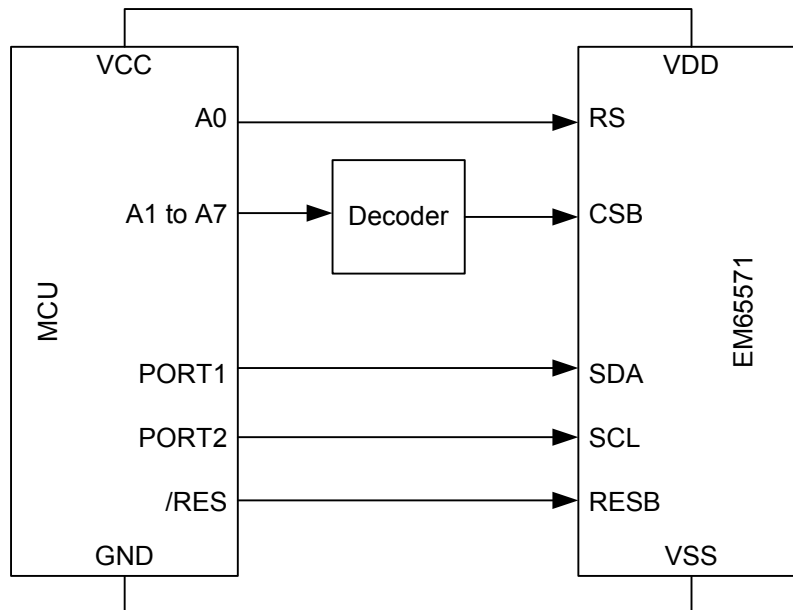 VCC
VDD
A0
RS
A1 to A7
Decoder
CSB
MCU
EM65571
PORT1
SDA
PORT2
SCL
/RES
RESB
GND
VSS